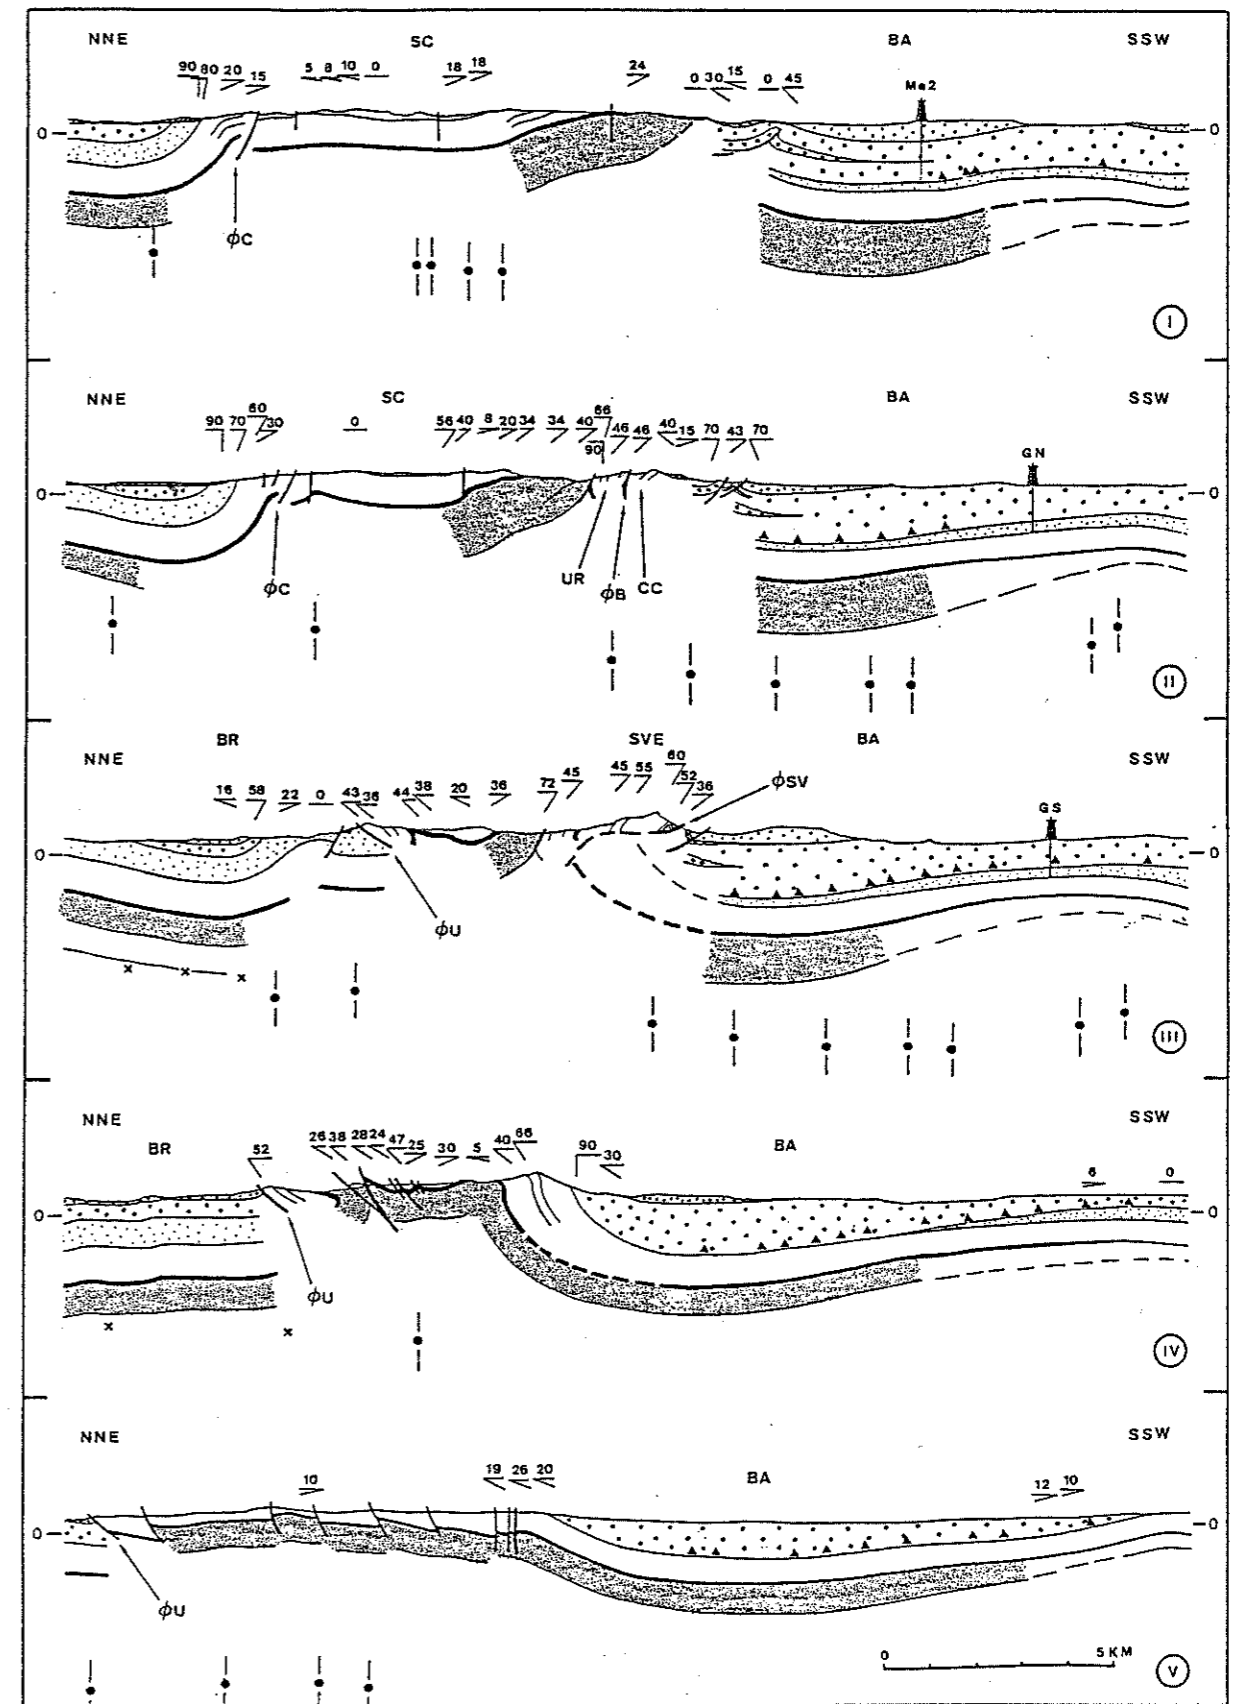 NNE SC BA SSW
90 80 20 15 5 8 10 0 18 18 24 0 30 15 0 45
Ma2
0 0
ϕC
I
NNE SC BA SSW
90 70 60 30 0 56 40 8 20 34 34 40 66 90 46 46 40 15 70 43 70
GN
0 0
ϕC UR ϕB CC
II
BR SVE BA
NNE SSW
16 58 22 0 43 36 44 38 20 36 72 45 45 55 60 52 36
ϕSV
GS
0 0
ϕU
III
NNE SSW
BR BA
52 26 38 28 24 47 25 30 5 40 66 90 30 6 0
0 0
ϕU
x x x
x x
IV
NNE SSW
BA
10 19 26 20 12 10
0 0
ϕU
0 5 KM
V